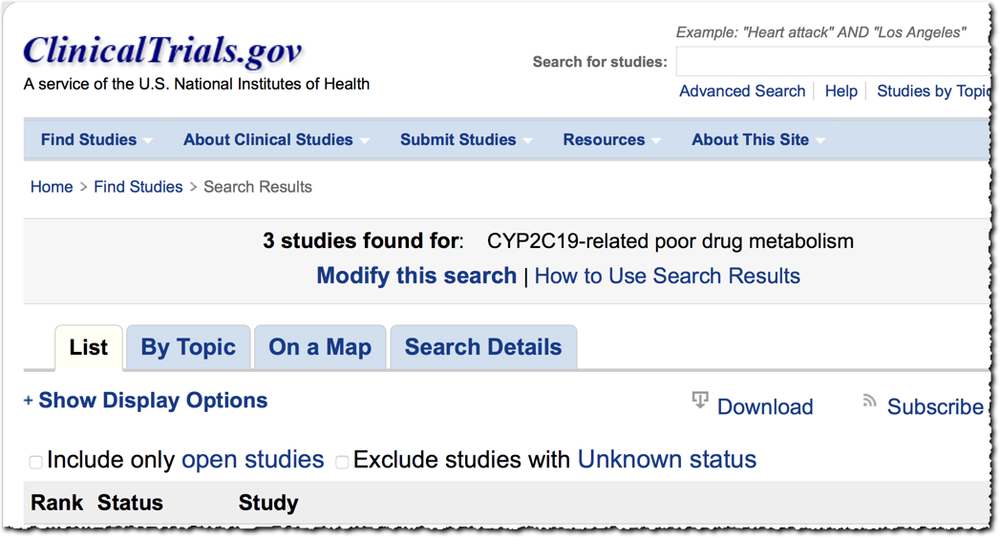 ClinicalTrials.gov
A service of the U.S. National Institutes of Health
Example: "Heart attack" AND "Los Angeles"
Search for studies:
Advanced Search Help Studies by Topic
Find Studies About Clinical Studies Submit Studies Resources About This Site
Home > Find Studies > Search Results
3 studies found for: CYP2C19-related poor drug metabolism
Modify this search | How to Use Search Results
List By Topic On a Map Search Details
+ Show Display Options
Download Subscribe
Include only open studies Exclude studies with Unknown status
Rank Status Study